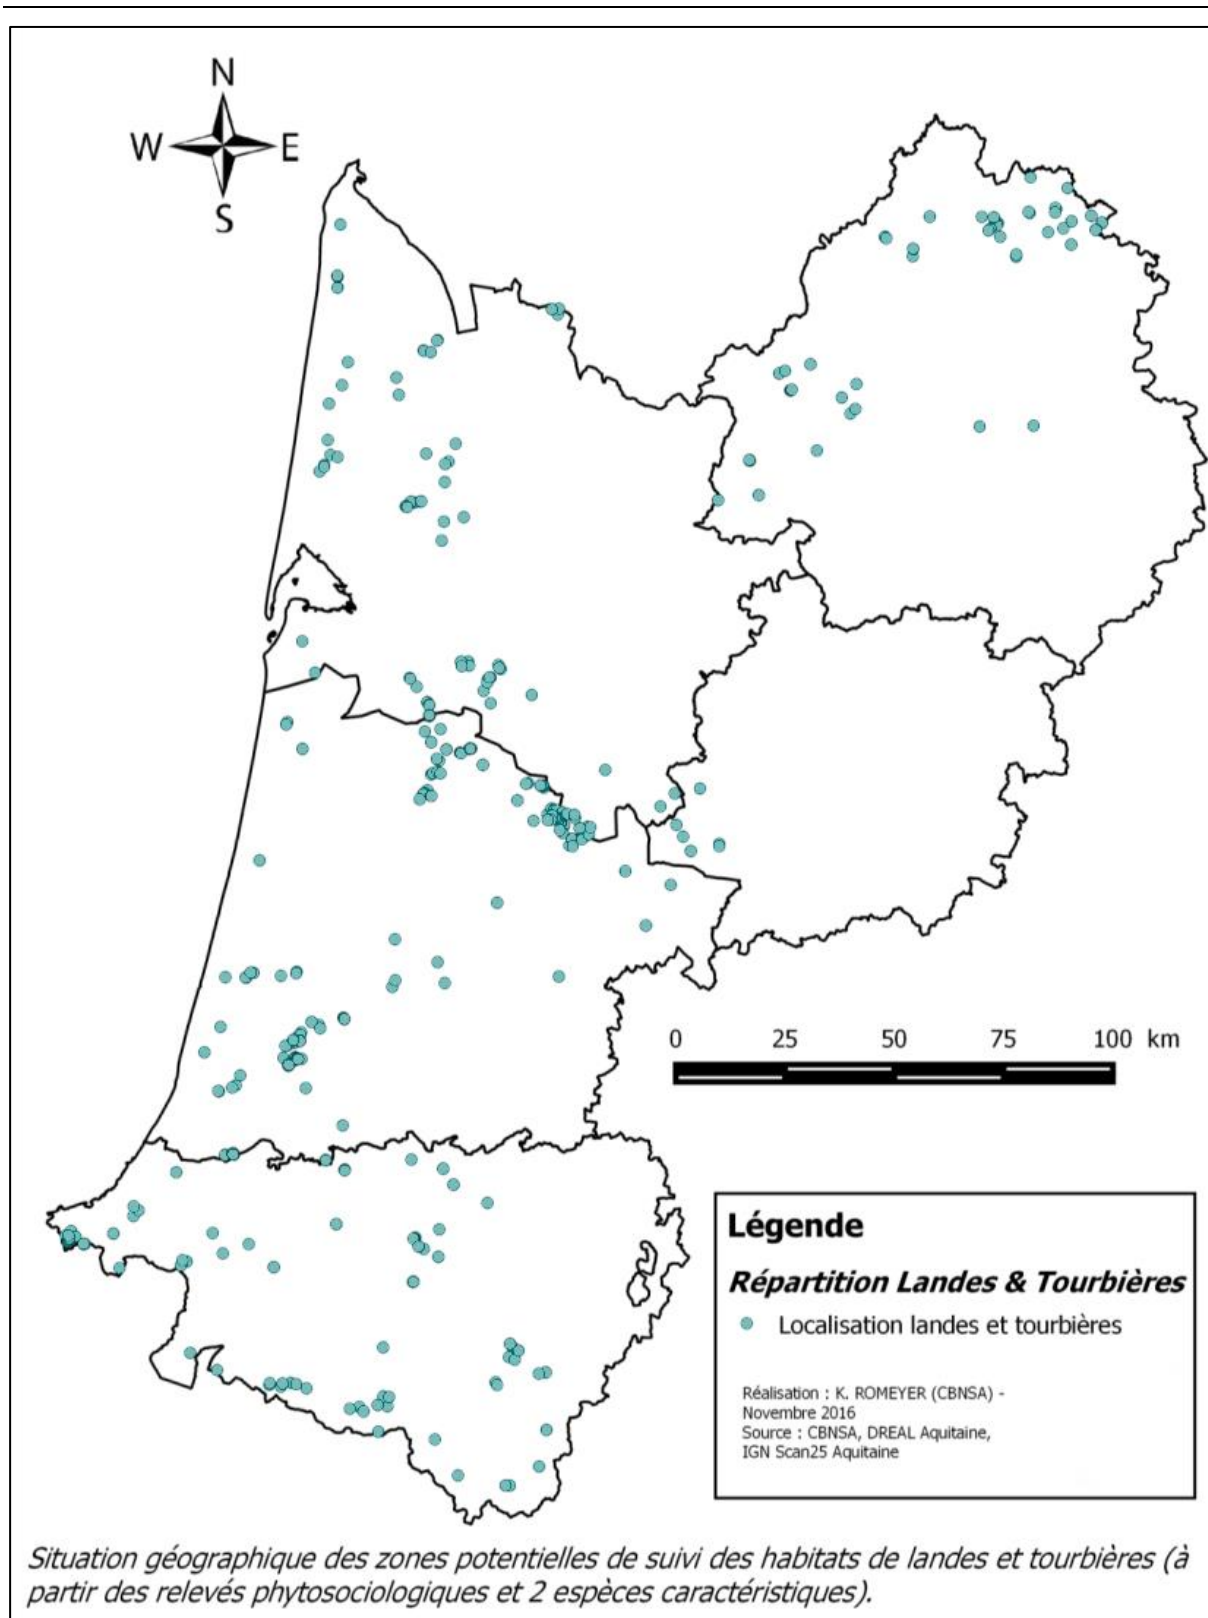 N
W E
S
0 25 50 75 100 km
Légende
Répartition Landes & Tourbières
Localisation landes et tourbières
Réalisation : K. ROMEYER (CBNSA) -
Novembre 2016
Source : CBNSA, DREAL Aquitaine,
IGN Scan25 Aquitaine
Situation géographique des zones potentielles de suivi des habitats de landes et tourbières (à
partir des relevés phytosociologiques et 2 espèces caractéristiques).